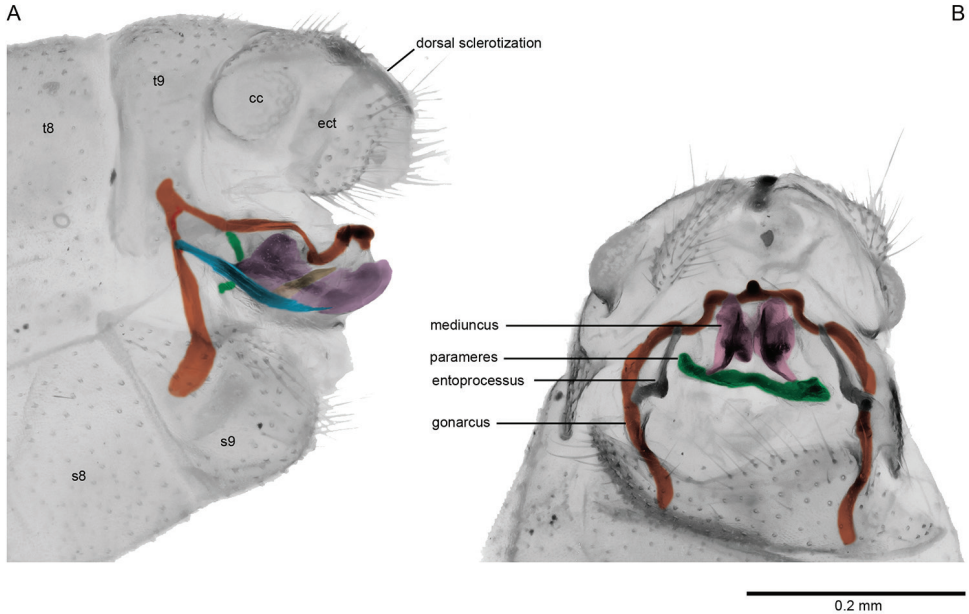 A
B
dorsal sclerotization
t9
cc
t8
ect
mediuncus
parameres
entoprocessus
gonarcus
s9
s8
0.2 mm